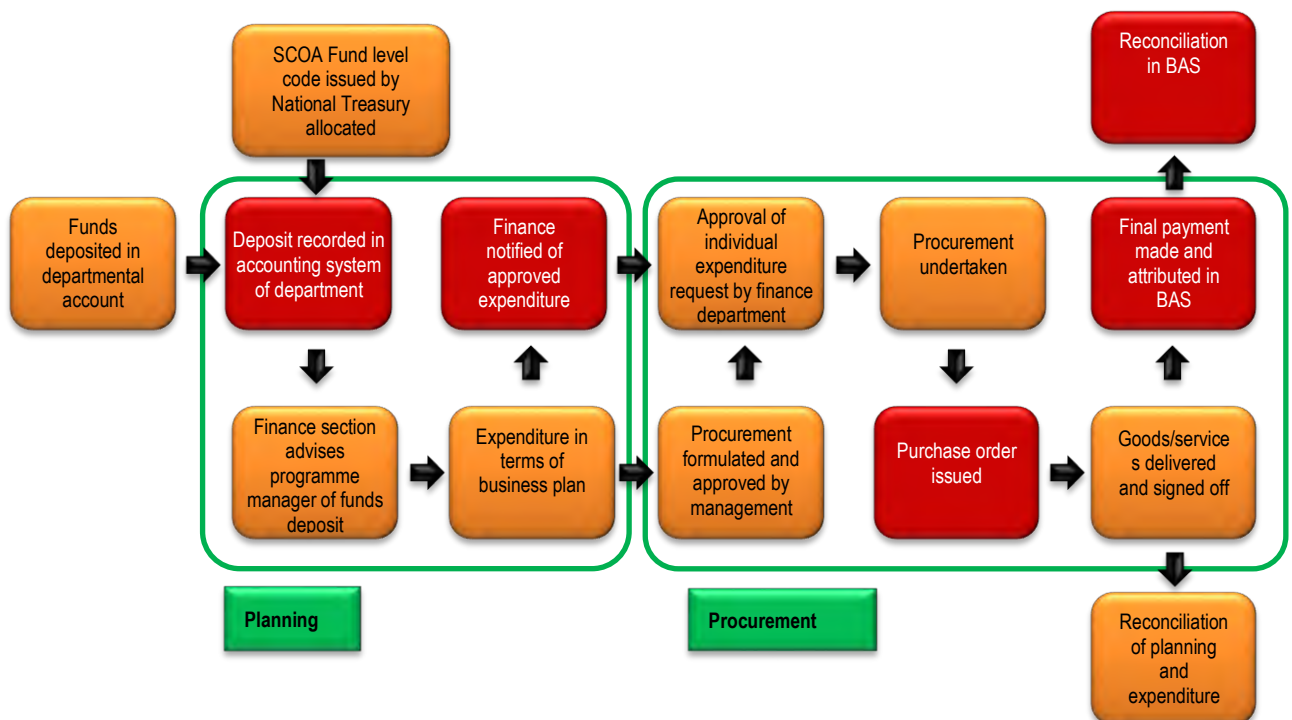 SCOA Fund level
code issued by
National Treasury
allocated
Reconciliation
in BAS
Funds
deposited in
departmental
account
Deposit recorded in
accounting system
of department
Finance
notified of
approved
expenditure
Approval of
individual
expenditure
request by finance
department
Procurement
undertaken
Final payment
made and
attributed in
BAS
Finance section
advises
programme
manager of funds
deposit
Expenditure in
terms of
business plan
Procurement
formulated and
approved by
management
Purchase order
issued
Goods/service
s delivered
and signed off
Planning
Procurement
Reconciliation
of planning
and
expenditure